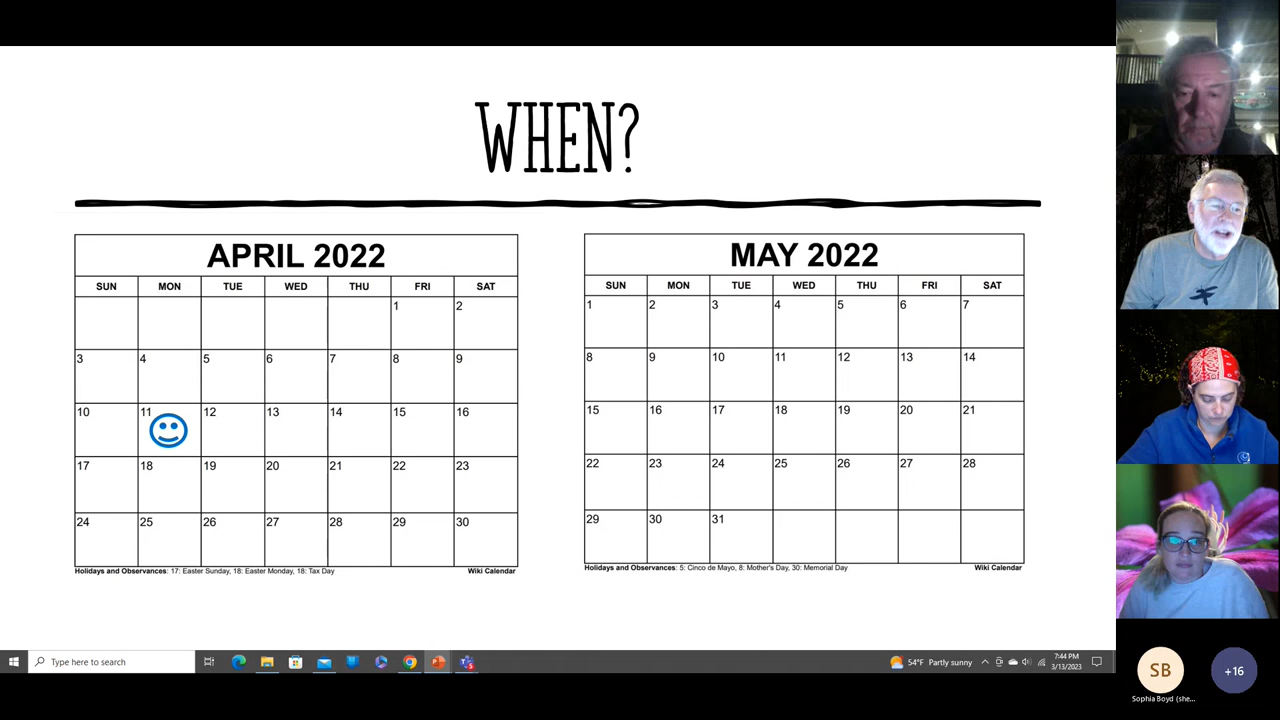 WHEN?
APRIL 2022
SUN MON TUE WED THU FRI SAT
1 2
3 4 5 6 7 8 9
10 11 12 13 14 15 16
17 18 19 20 21 22 23
24 25 26 27 28 29 30
Holidays and Observances: 17: Easter Sunday, 18: Easter Monday, 18: Tax Day Wiki Calendar
MAY 2022
SUN MON TUE WED THU FRI SAT
1 2 3 4 5 6 7
8 9 10 11 12 13 14
15 16 17 18 19 20 21
22 23 24 25 26 27 28
29 30 31
Holidays and Observances: 5: Cinco de Mayo, 8: Mother's Day, 30: Memorial Day Wiki Calendar
Type here to search
54°F Partly sunny
7:44 PM
3/13/2023
SB
Sophia Boyd (she...
+16